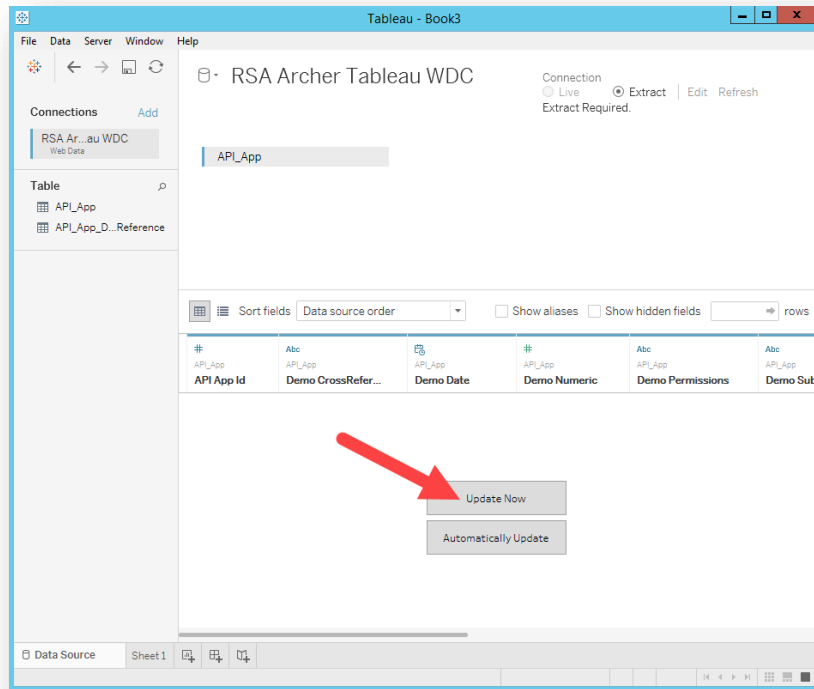 Tableau - Book3
File Data Server Window Help
RSA Archer Tableau WDC
Connection
Live Extract Edit Refresh
Extract Required.
Connections Add
RSA Ar...au WDC
Web Data
API_App
Table
API_App
API_App_D...Reference
Sort fields Data source order Show aliases Show hidden fields rows
# Abc # Abc Abc
API_App API_App API_App API_App API_App API_App
API App Id Demo CrossRefer... Demo Date Demo Numeric Demo Permissions Demo Sub
Update Now
Automatically Update
Data Source Sheet 1